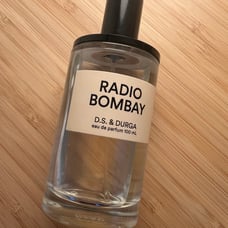 RADIO
BOMBAY
D.S. & DURGA
eau de parfum 100 mL